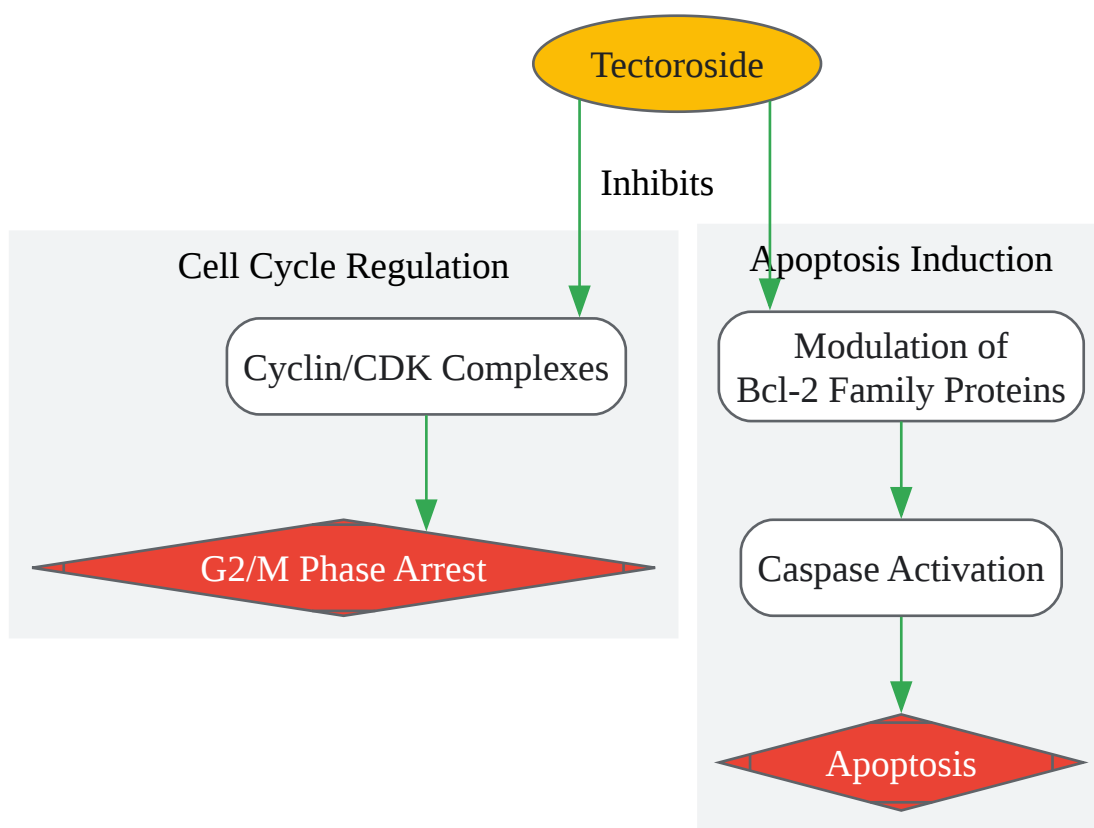 Tectoroside
Inhibits
Cell Cycle Regulation
Cyclin/CDK Complexes
G2/M Phase Arrest
Apoptosis Induction
Modulation of
Bcl-2 Family Proteins
Caspase Activation
Apoptosis